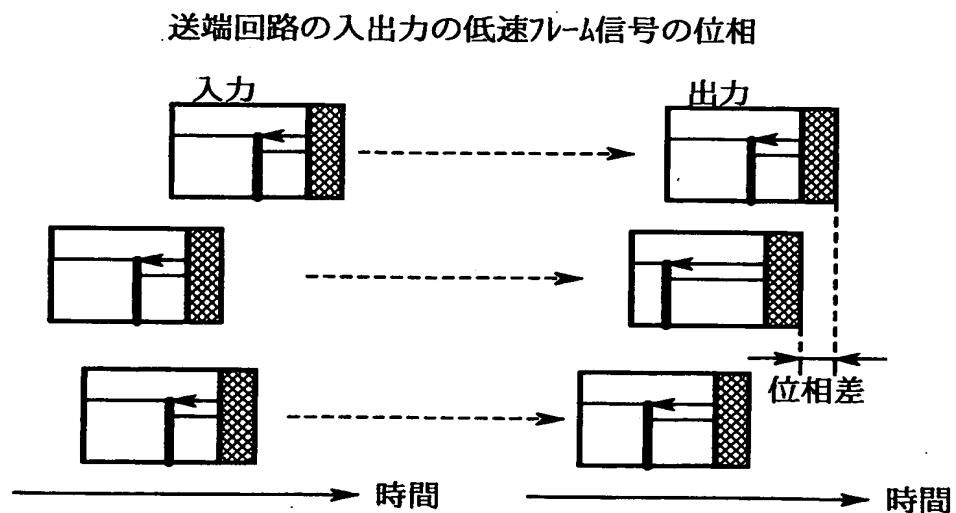 送端回路の入出力の低速フレーム信号の位相
入力
出力
位相差
時間
時間